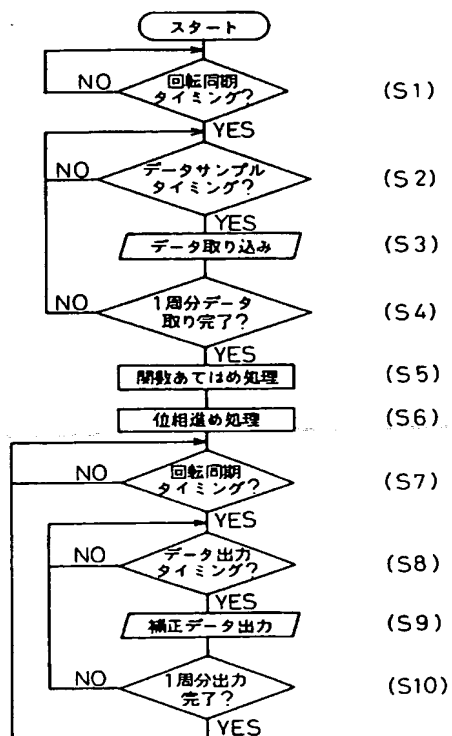 スタート
回転同期
タイミング?
NO
(S1)
YES
データサンプル
タイミング?
NO
(S2)
YES
データ取り込み
(S3)
1周分データ
取り完了?
NO
(S4)
YES
関数あてはめ処理
(S5)
位相進め処理
(S6)
回転同期
タイミング?
NO
(S7)
YES
データ出力
タイミング?
NO
(S8)
YES
補正データ出力
(S9)
1周分出力
完了?
NO
(S10)
YES